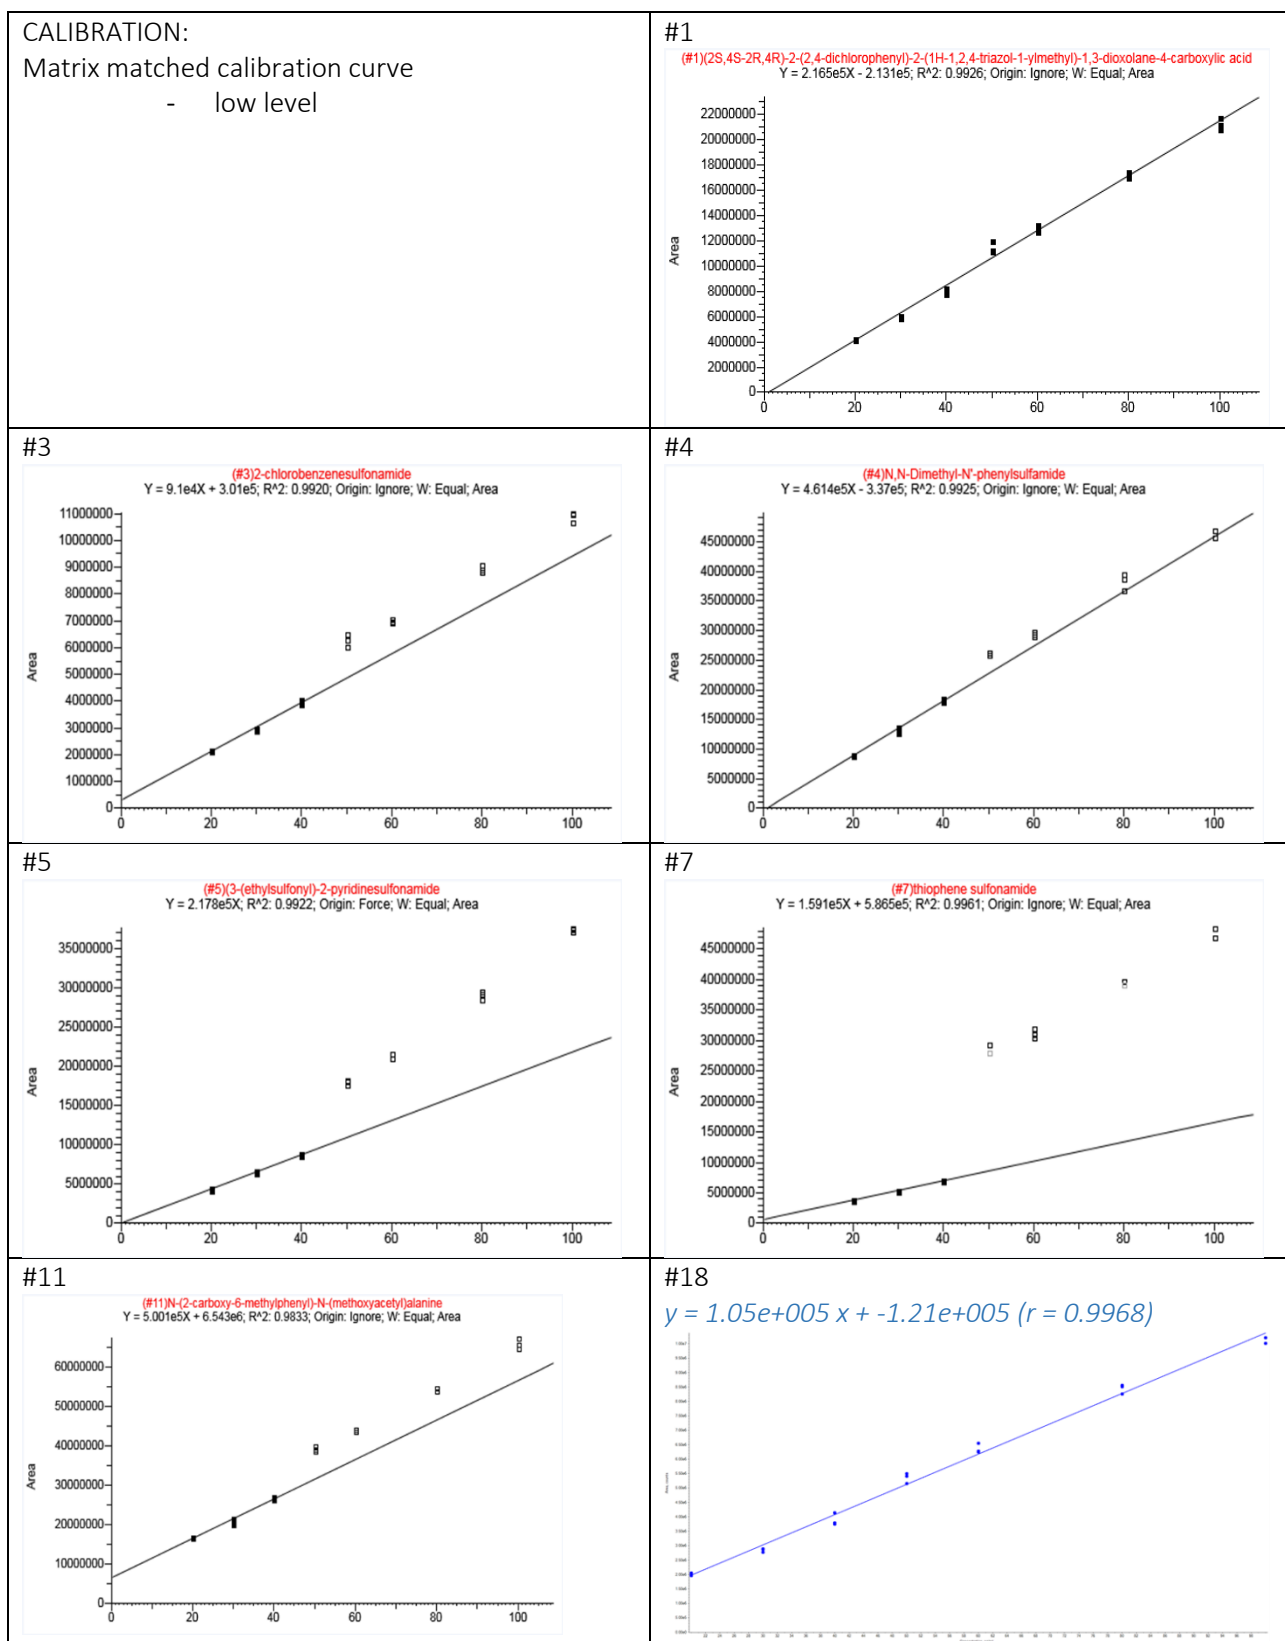 CALIBRATION:
Matrix matched calibration curve
- low level
#1
(#1)(2S,4S-2R,4R)-2-(2,4-dichlorophenyl)-2-(1H-1,2,4-triazol-1-ylmethyl)-1,3-dioxolane-4-carboxylic acid
Y = 2.165e5X - 2.131e5; R^2: 0.9926; Origin: Ignore; W: Equal; Area
22000000
20000000
18000000
16000000
14000000
12000000
10000000
8000000
6000000
4000000
2000000
0
Area
0 20 40 60 80 100
#3
(#3)2-chlorobenzenesulfonamide
Y = 9.1e4X + 3.01e5; R^2: 0.9920; Origin: Ignore; W: Equal; Area
11000000
10000000
9000000
8000000
7000000
6000000
5000000
4000000
3000000
2000000
1000000
0
Area
0 20 40 60 80 100
#4
(#4)N,N-Dimethyl-N'-phenylsulfamide
Y = 4.614e5X - 3.37e5; R^2: 0.9925; Origin: Ignore; W: Equal; Area
45000000
40000000
35000000
30000000
25000000
20000000
15000000
10000000
5000000
0
Area
0 20 40 60 80 100
#5
(#5)(3-(ethylsulfonyl)-2-pyridinesulfonamide
Y = 2.178e5X; R^2: 0.9922; Origin: Force; W: Equal; Area
35000000
30000000
25000000
20000000
15000000
10000000
5000000
0
Area
0 20 40 60 80 100
#7
(#7)thiophene sulfonamide
Y = 1.591e5X + 5.865e5; R^2: 0.9961; Origin: Ignore; W: Equal; Area
45000000
40000000
35000000
30000000
25000000
20000000
15000000
10000000
5000000
0
Area
0 20 40 60 80 100
#11
(#11)N-(2-carboxy-6-methylphenyl)-N-(methoxyacetyl)alanine
Y = 5.001e5X + 6.543e6; R^2: 0.9833; Origin: Ignore; W: Equal; Area
60000000
50000000
40000000
30000000
20000000
10000000
0
Area
0 20 40 60 80 100
#18
y = 1.05e+005 x + -1.21e+005 (r = 0.9968)